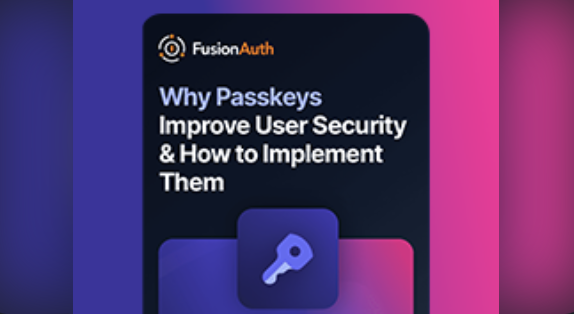 FusionAuth
Why Passkeys
Improve User Security
& How to Implement
Them